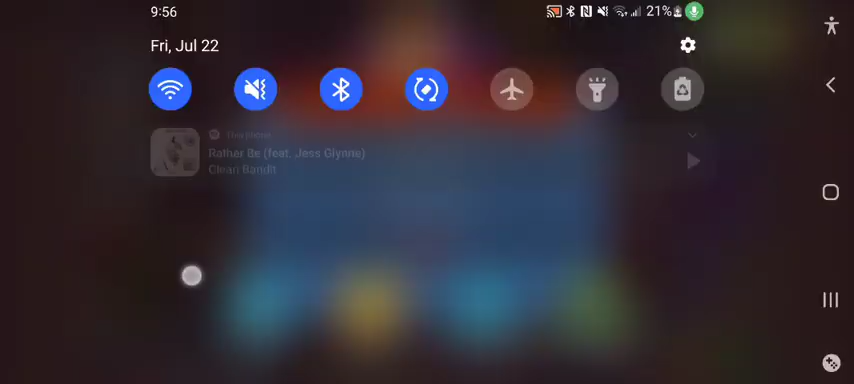 9:56
21%
Fri, Jul 22
This phone
Rather Be (feat. Jess Glynne)
Clean Bandit